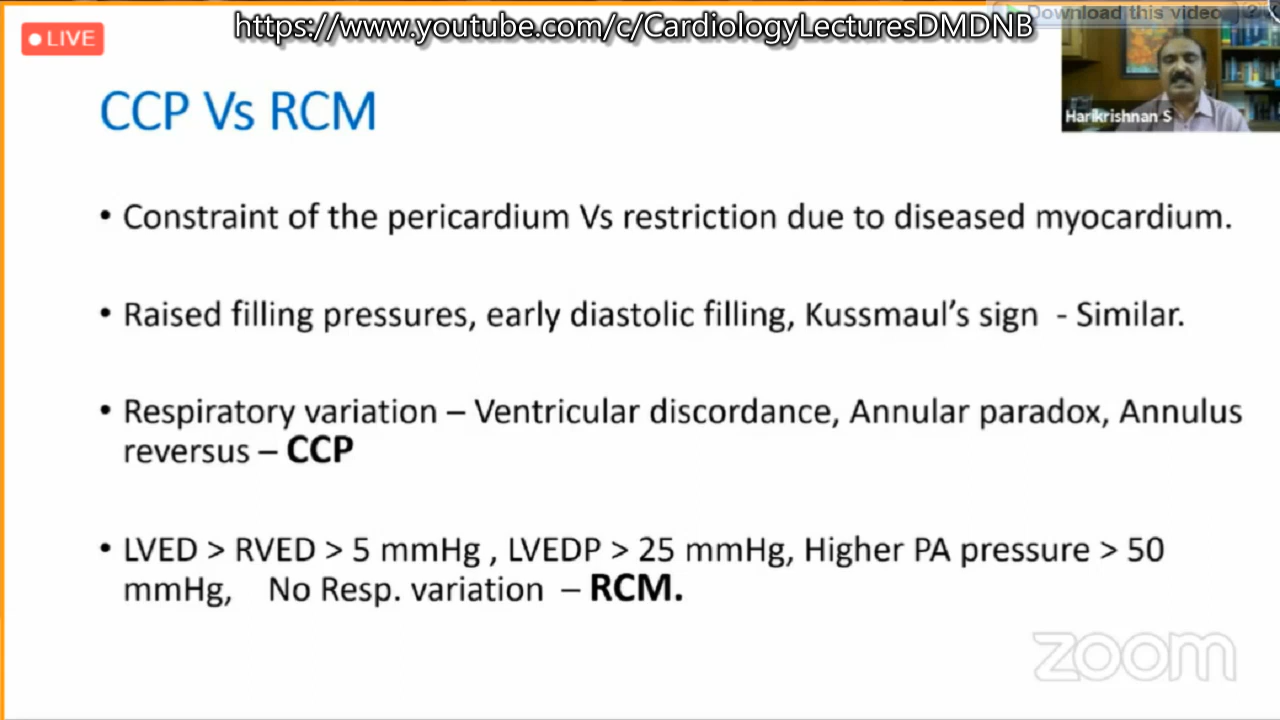 https://www.youtube.com/c/CardiologyLecturesDMDNB
Download this video
LIVE
Harikrishnan S
CCP Vs RCM
• Constraint of the pericardium Vs restriction due to diseased myocardium.
• Raised filling pressures, early diastolic filling, Kussmaul’s sign - Similar.
• Respiratory variation – Ventricular discordance, Annular paradox, Annulus
reversus – CCP
• LVED > RVED > 5 mmHg , LVEDP > 25 mmHg, Higher PA pressure > 50
mmHg, No Resp. variation – RCM.
zoom